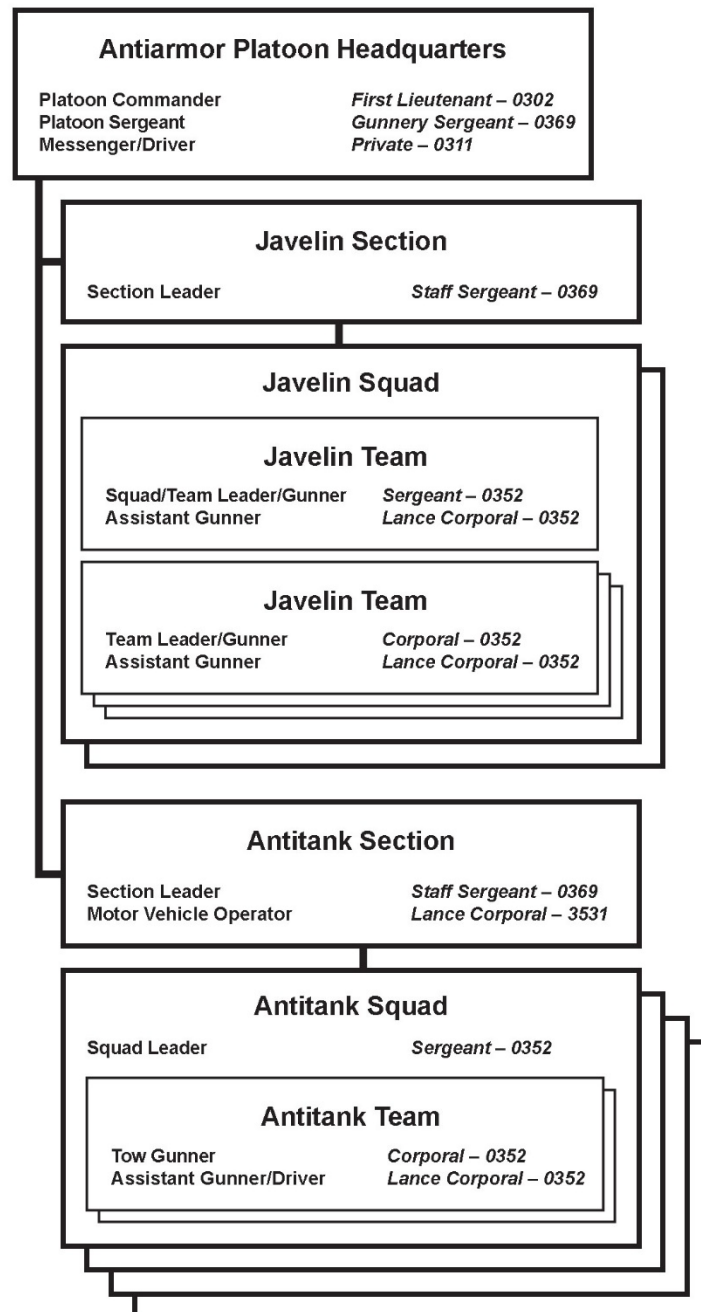 Antiarmor Platoon Headquarters
Platoon Commander First Lieutenant – 0302
Platoon Sergeant Gunnery Sergeant – 0369
Messenger/Driver Private – 0311
Javelin Section
Section Leader Staff Sergeant – 0369
Javelin Squad
Javelin Team
Squad/Team Leader/Gunner Sergeant – 0352
Assistant Gunner Lance Corporal – 0352
Javelin Team
Team Leader/Gunner Corporal – 0352
Assistant Gunner Lance Corporal – 0352
Antitank Section
Section Leader Staff Sergeant – 0369
Motor Vehicle Operator Lance Corporal – 3531
Antitank Squad
Squad Leader Sergeant – 0352
Antitank Team
Tow Gunner Corporal – 0352
Assistant Gunner/Driver Lance Corporal – 0352